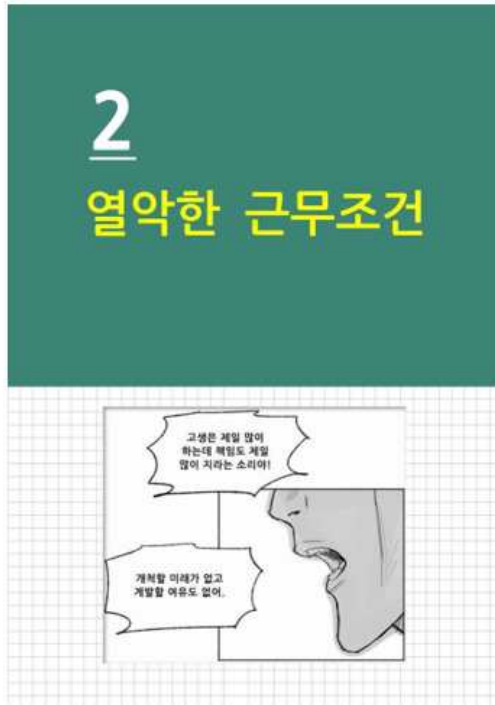 2
열악한 근무조건
고생은 제일 많이
하는데 책임도 제일
많이 지라는 소리야!
개척할 미래가 없고
계발할 여유도 없어.